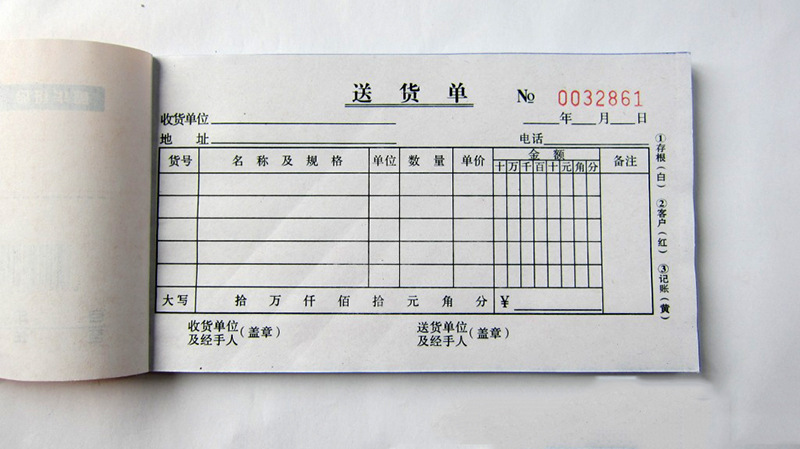 送货单 № 0032861
收货单位 年 月 日
地 址 电话
货号 名称及规格 单位 数量 单价 金额 备注
十 万 千 百 十 元 角 分
大写 拾 万 仟 佰 拾 元 角 分 ¥
收货单位及经手人（盖章） 送货单位及经手人（盖章）
①存根（白） ②客户（红） ③记账（黄）